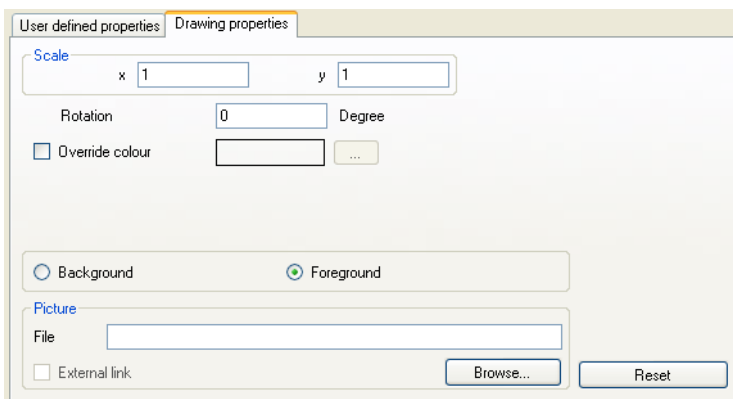 User defined properties Drawing properties
Scale
x 1 y 1
Rotation 0 Degree
Override colour ...
Background Foreground
Picture
File
External link Browse... Reset